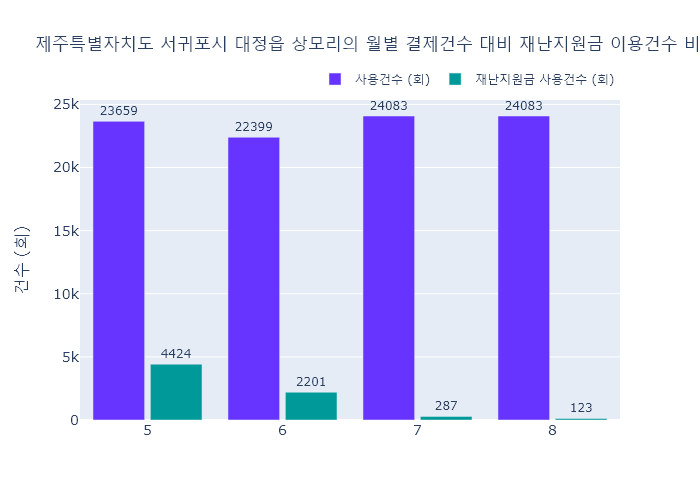 제주특별자치도 서귀포시 대정읍 상모리의 월별 결제건수 대비 재난지원금 이용건수 비
사용건수 (회)
재난지원금 사용건수 (회)
건수 (회)
25k
20k
15k
10k
5k
0
23659
4424
22399
2201
24083
287
24083
123
5
6
7
8